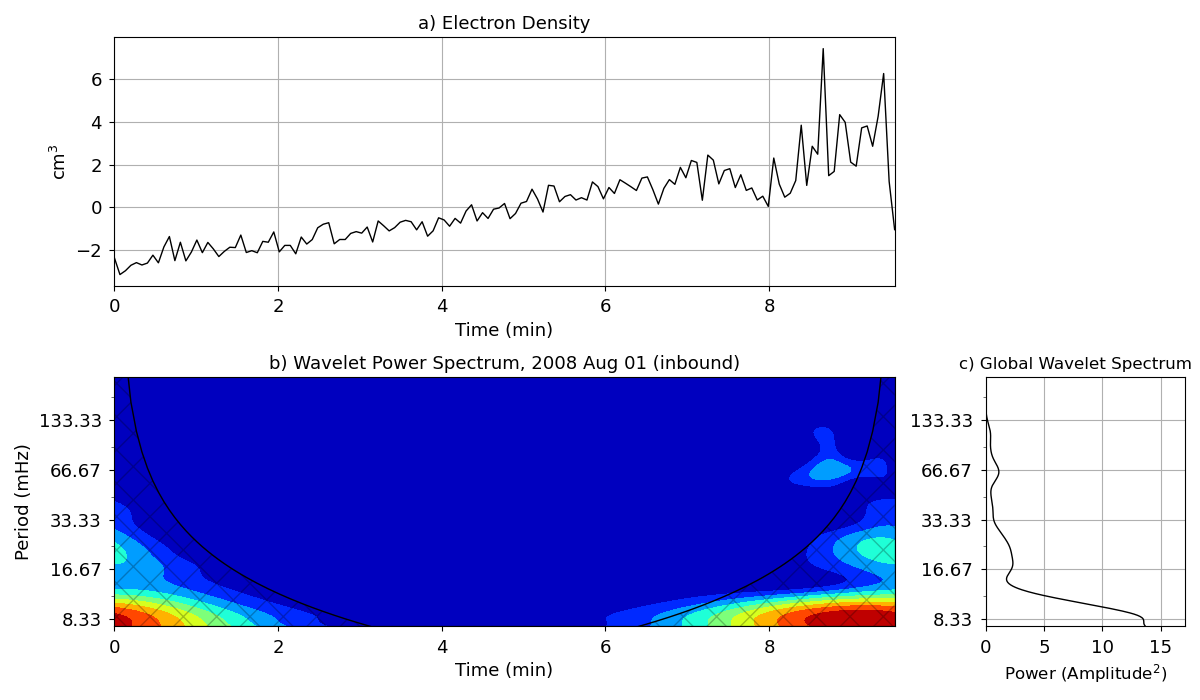 a) Electron Density
cm³
6
4
2
0
−2
0 2 4 6 8
Time (min)
b) Wavelet Power Spectrum, 2008 Aug 01 (inbound)
Period (mHz)
133.33
66.67
33.33
16.67
8.33
0 2 4 6 8
Time (min)
c) Global Wavelet Spectrum
133.33
66.67
33.33
16.67
8.33
0 5 10 15
Power (Amplitude²)